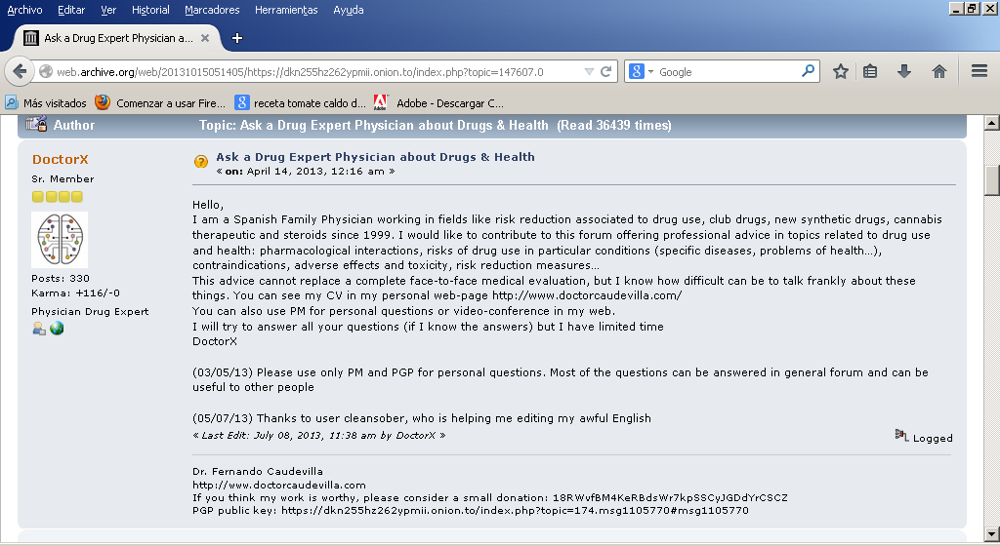 Archivo Editar Ver Historial Marcadores Herramientas Ayuda
Ask a Drug Expert Physician a...
web.archive.org/web/20131015051405/https://dkn255hz262ypmii.onion.to/index.php?topic=147607.0
Google
Más visitados Comenzar a usar Fire... receta tomate caldo d... Adobe - Descargar C...
Author Topic: Ask a Drug Expert Physician about Drugs & Health (Read 36439 times)
DoctorX
Sr. Member
Posts: 330
Karma: +116/-0
Physician Drug Expert
Ask a Drug Expert Physician about Drugs & Health
« on: April 14, 2013, 12:16 am »
Hello,
I am a Spanish Family Physician working in fields like risk reduction associated to drug use, club drugs, new synthetic drugs, cannabis
therapeutic and steroids since 1999. I would like to contribute to this forum offering professional advice in topics related to drug use
and health: pharmacological interactions, risks of drug use in particular conditions (specific diseases, problems of health...),
contraindications, adverse effects and toxicity, risk reduction measures...
This advice cannot replace a complete face-to-face medical evaluation, but I know how difficult can be to talk frankly about these
things. You can see my CV in my personal web-page http://www.doctorcaudevilla.com/
You can also use PM for personal questions or video-conference in my web.
I will try to answer all your questions (if I know the answers) but I have limited time
DoctorX
(03/05/13) Please use only PM and PGP for personal questions. Most of the questions can be answered in general forum and can be
useful to other people
(05/07/13) Thanks to user cleansober, who is helping me editing my awful English
« Last Edit: July 08, 2013, 11:38 am by DoctorX »
Logged
Dr. Fernando Caudevilla
http://www.doctorcaudevilla.com
If you think my work is worthy, please consider a small donation: 18RWvfBM4KeRBdsWr7kpSSCyJGDdYrCSCZ
PGP public key: https://dkn255hz262ypmii.onion.to/index.php?topic=174.msg1105770#msg1105770